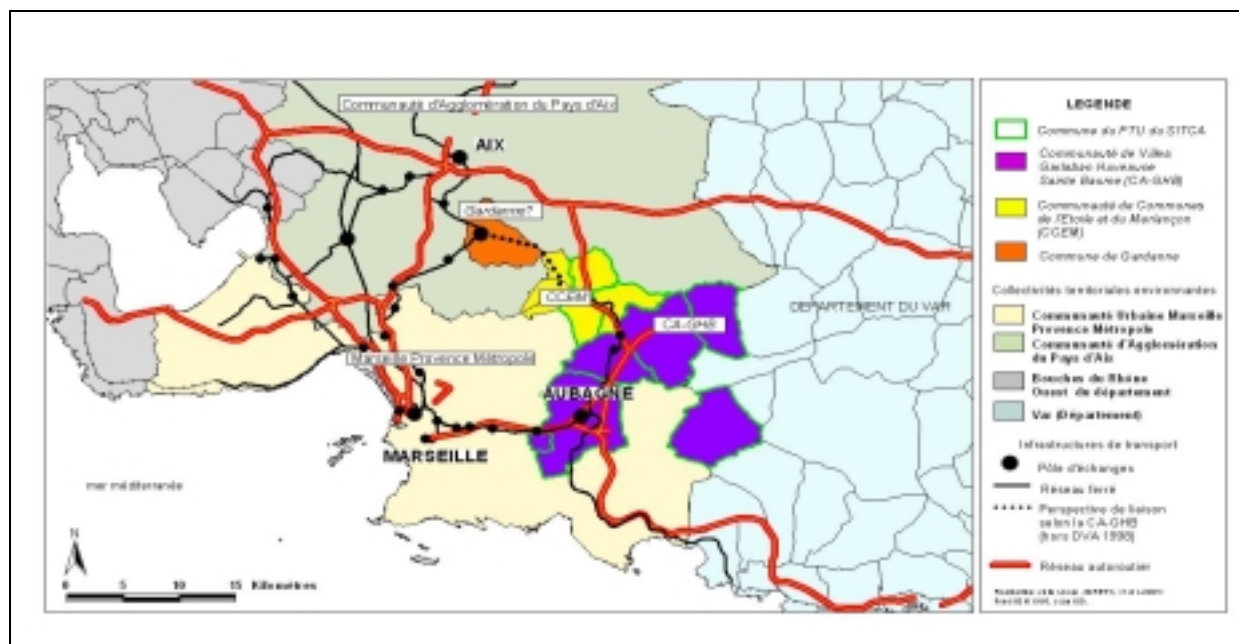 Communauté d'Agglomération du Pays d'Aix
AIX
Gardanne?
CCEM
CA-GHB
DEPARTEMENT DU VAR
Marseille Provence Métropole
AUBAGNE
MARSEILLE
mer méditerranée
N
0 5 10 15 Kilomètres
LEGENDE
Commune du PTU du SITCA
Communauté de Villes
Garlaban Huveaune
Sainte Baume (CA-GHB)
Communauté de Communes
de l'Etoile et du Merlançon
(CCEM)
Commune de Gardanne
Collectivités territoriales environnantes
Communauté Urbaine Marseille
Provence Métropole
Communauté d'Agglomération
du Pays d'Aix
Bouches du Rhône
Ouest du département
Var (Département)
Infrastructures de transport
Pôle d'échanges
Réseau ferré
Perspective de liaison
selon la CA-GHB
(hors DVA 1998)
Réseau autoroutier